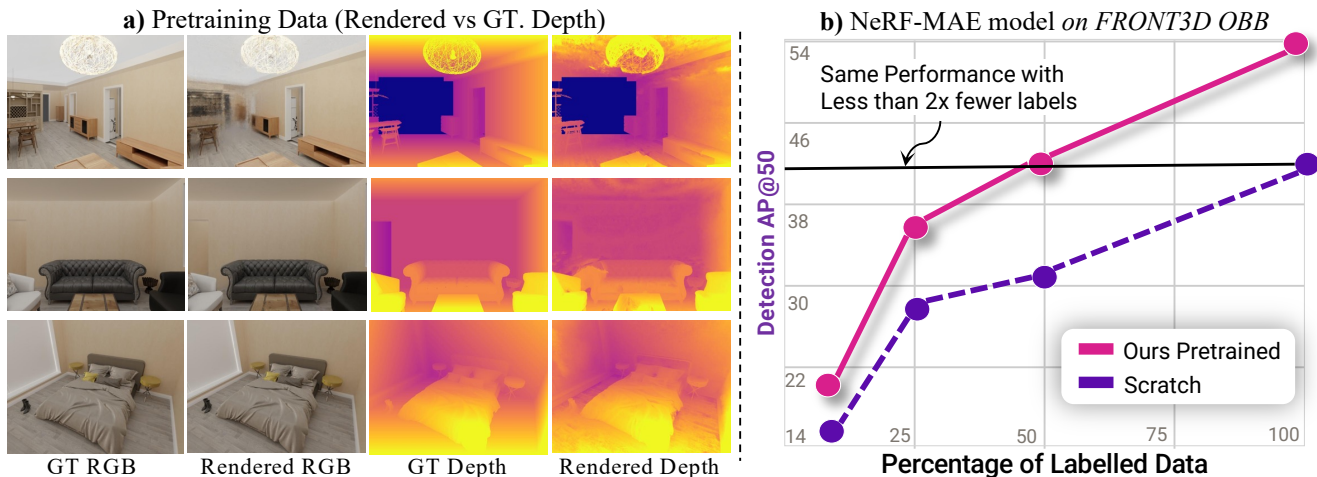 a) Pretraining Data (Rendered vs GT. Depth)
GT RGB
Rendered RGB
GT Depth
Rendered Depth
b) NeRF-MAE model on FRONT3D OBB
Same Performance with
Less than 2x fewer labels
Detection AP@50
54
46
38
30
22
14
25
50
75
100
Ours Pretrained
Scratch
Percentage of Labelled Data